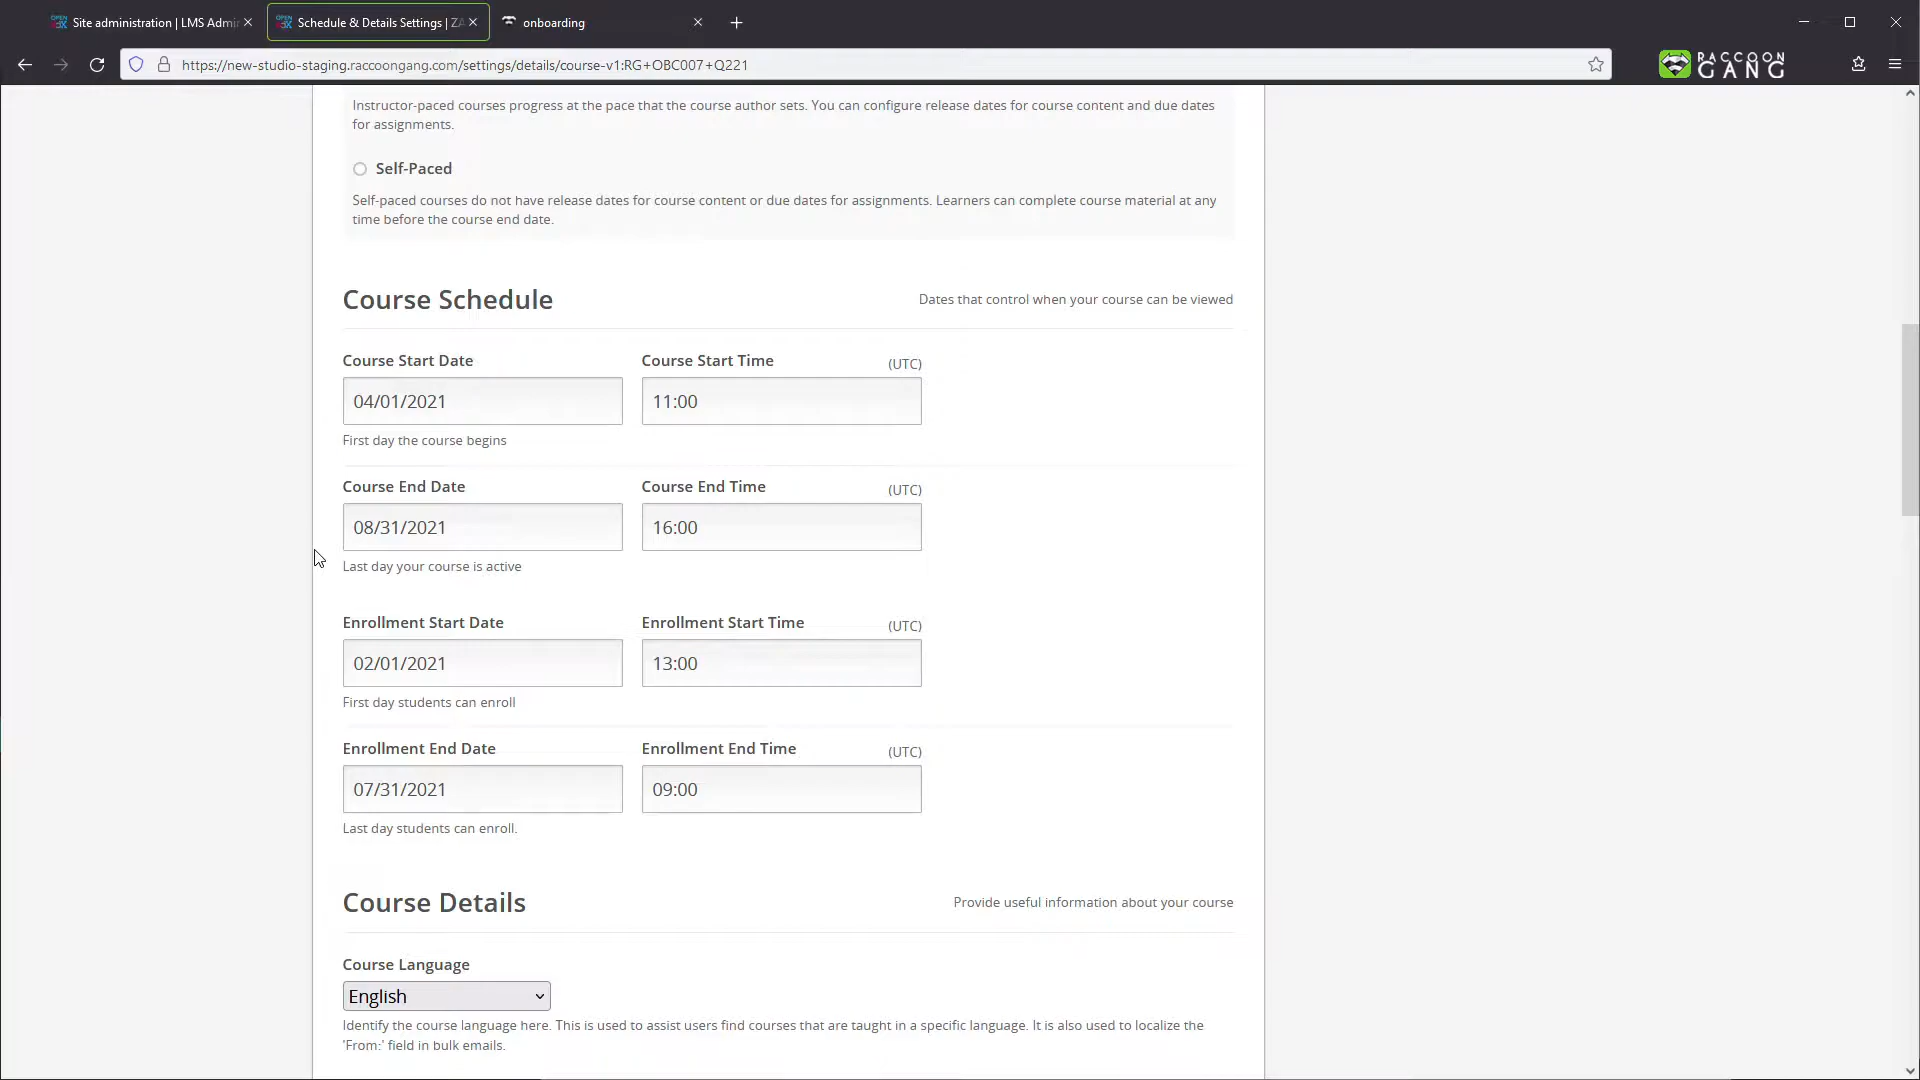 Site administration | LMS Admi
Schedule & Details Settings | ZA
onboarding
https://new-studio-staging.raccoongang.com/settings/details/course-v1:RG+OBC007+Q221
RACCOON
GANG
Instructor-paced courses progress at the pace that the course author sets. You can configure release dates for course content and due dates
for assignments.
Self-Paced
Self-paced courses do not have release dates for course content or due dates for assignments. Learners can complete course material at any
time before the course end date.
Course Schedule
Dates that control when your course can be viewed
Course Start Date
Course Start Time
(UTC)
04/01/2021
11:00
First day the course begins
Course End Date
Course End Time
(UTC)
08/31/2021
16:00
Last day your course is active
Enrollment Start Date
Enrollment Start Time
(UTC)
02/01/2021
13:00
First day students can enroll
Enrollment End Date
Enrollment End Time
(UTC)
07/31/2021
09:00
Last day students can enroll.
Course Details
Provide useful information about your course
Course Language
English
Identify the course language here. This is used to assist users find courses that are taught in a specific language. It is also used to localize the
'From:' field in bulk emails.